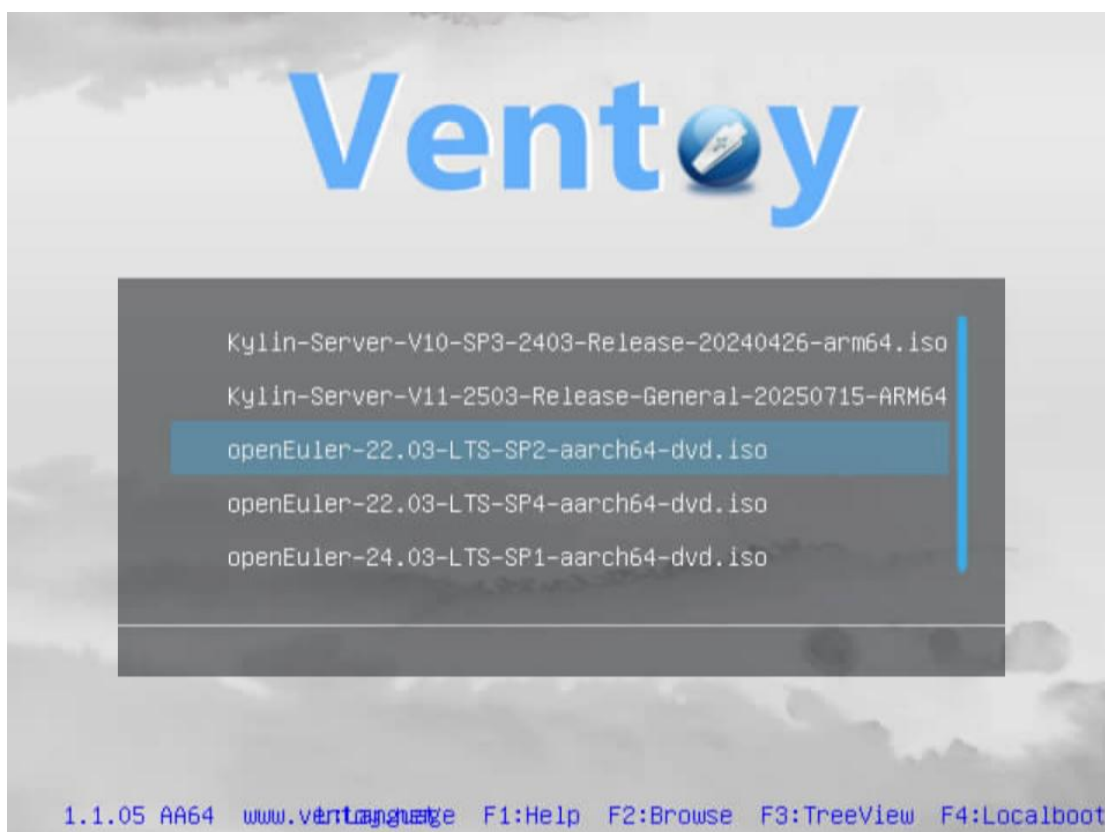 Ventoy
Kylin-Server-V10-SP3-2403-Release-20240426-arm64.iso
Kylin-Server-V11-2503-Release-General-20250715-ARM64
openEuler-22.03-LTS-SP2-aarch64-dvd.iso
openEuler-22.03-LTS-SP4-aarch64-dvd.iso
openEuler-24.03-LTS-SP1-aarch64-dvd.iso
1.1.05 AA64 F1:Help F2:Browse F3:TreeView F4:Localboot